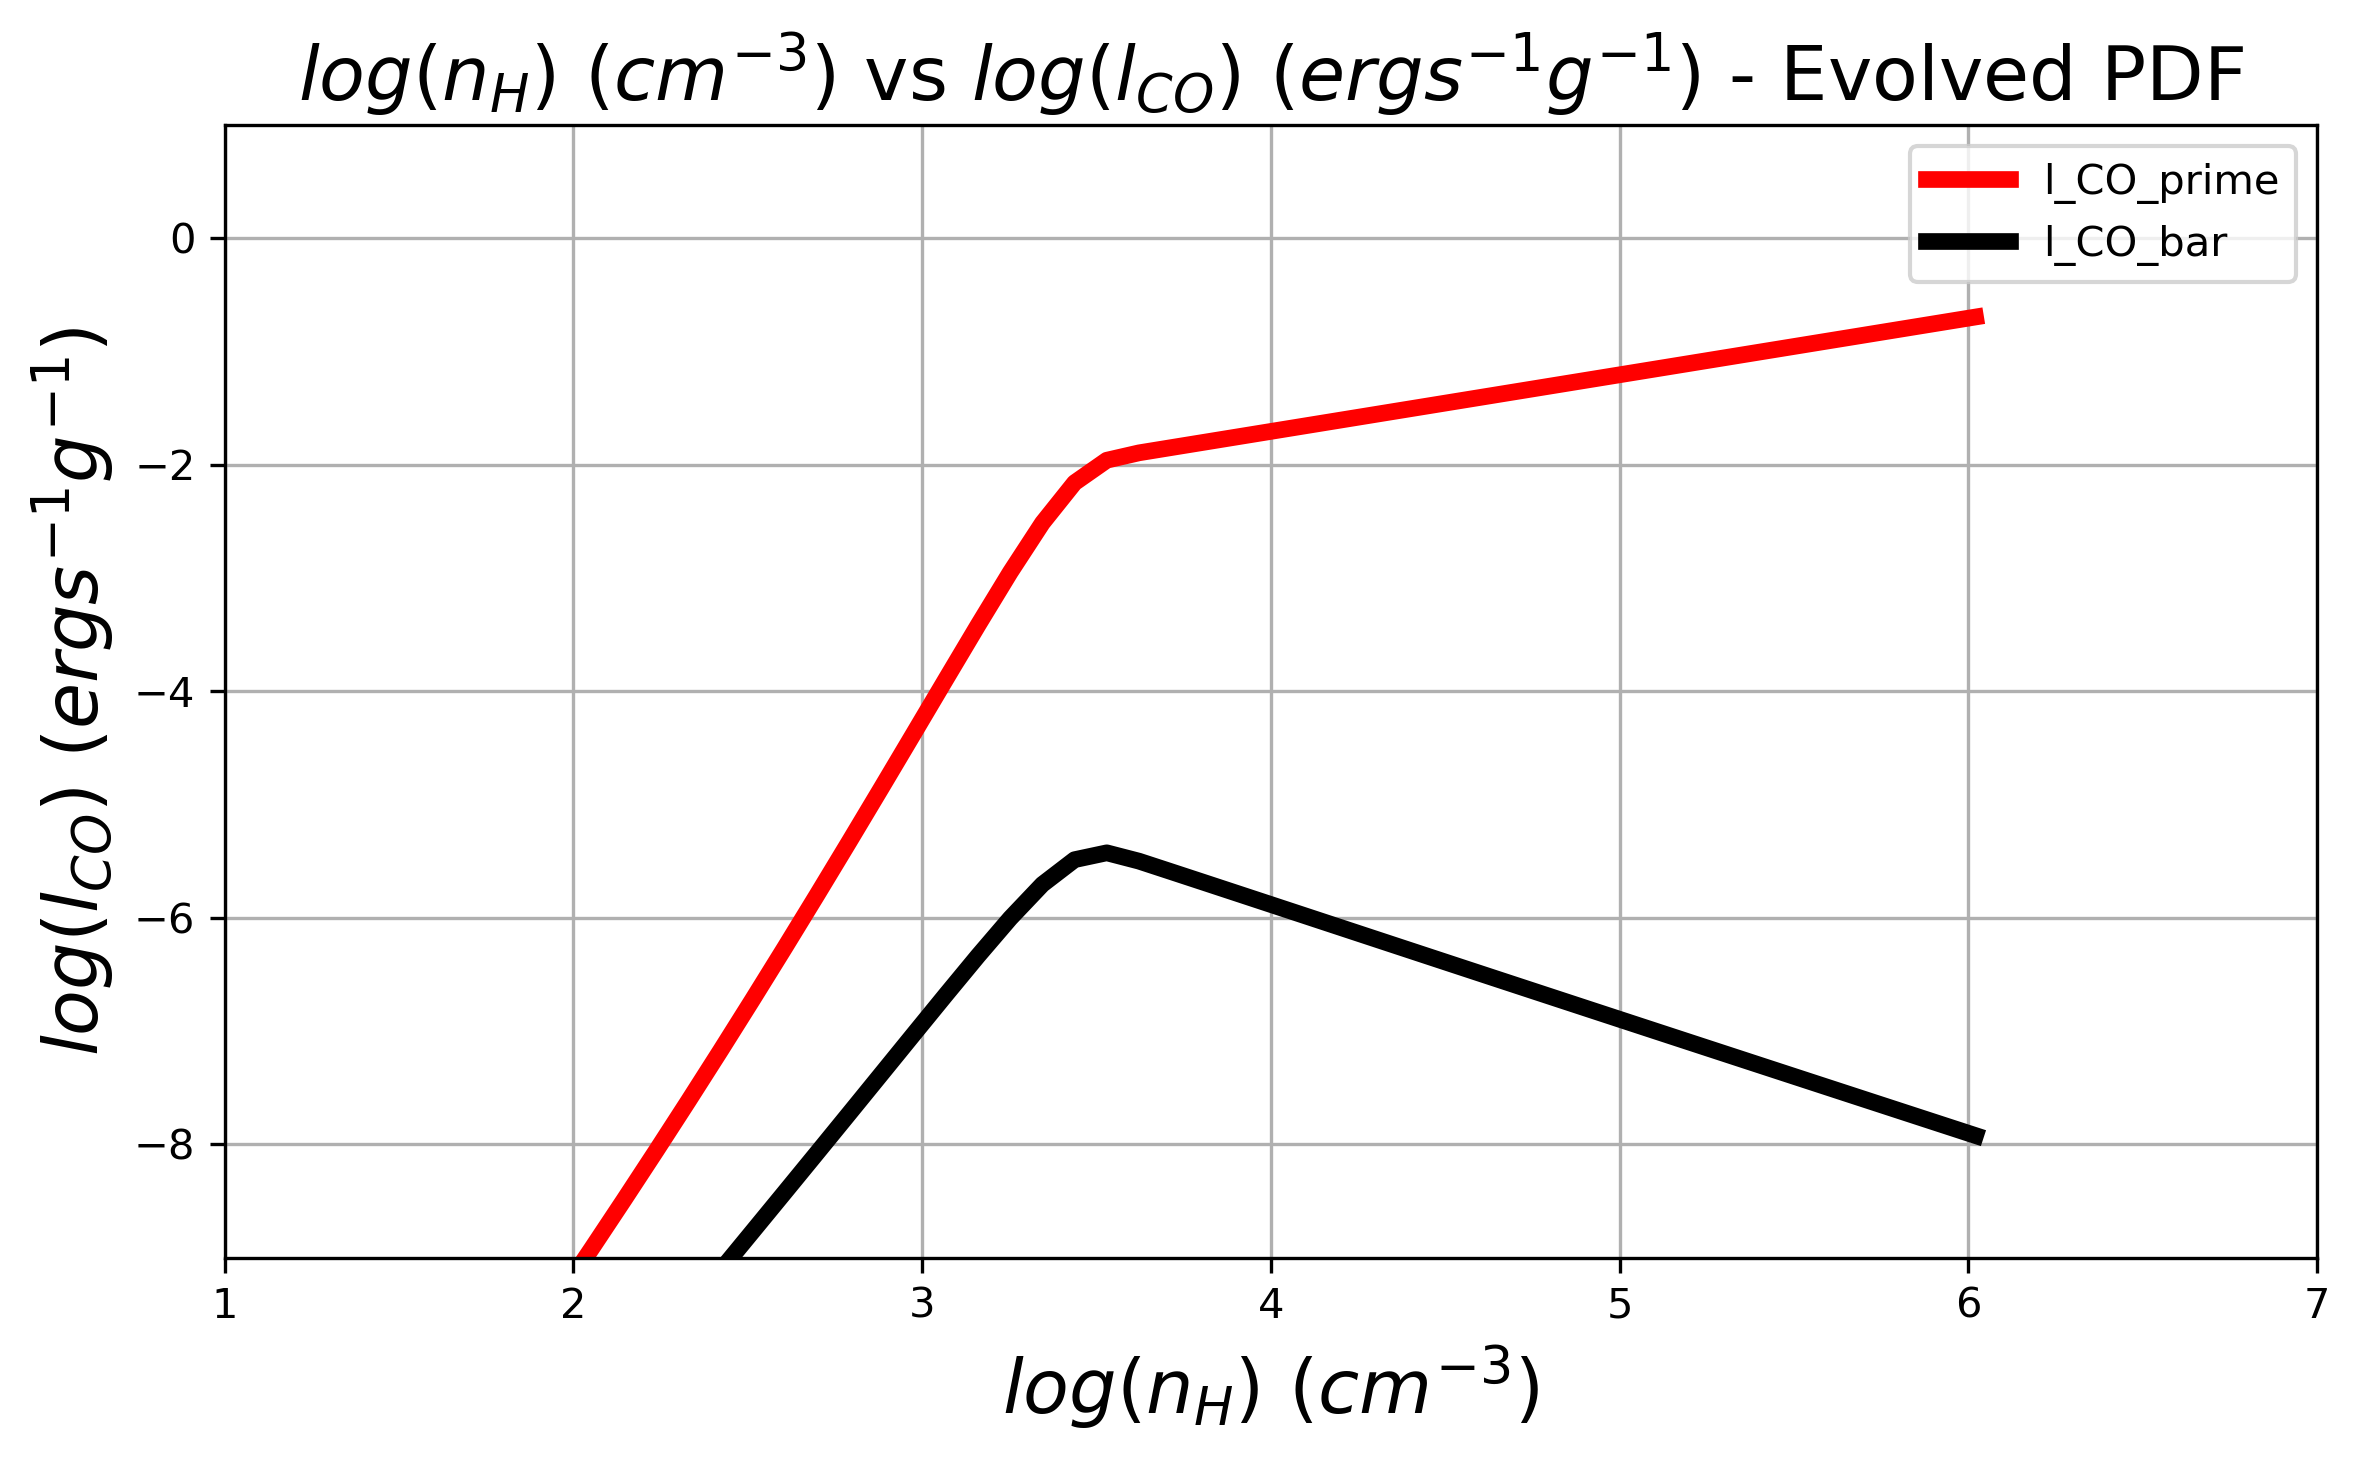 log(n_H) (cm⁻³) vs log(l_CO) (ergs⁻¹g⁻¹) - Evolved PDF
l_CO_prime
l_CO_bar
log(l_CO) (ergs⁻¹g⁻¹)
0
−2
−4
−6
−8
1 2 3 4 5 6 7
log(n_H) (cm⁻³)